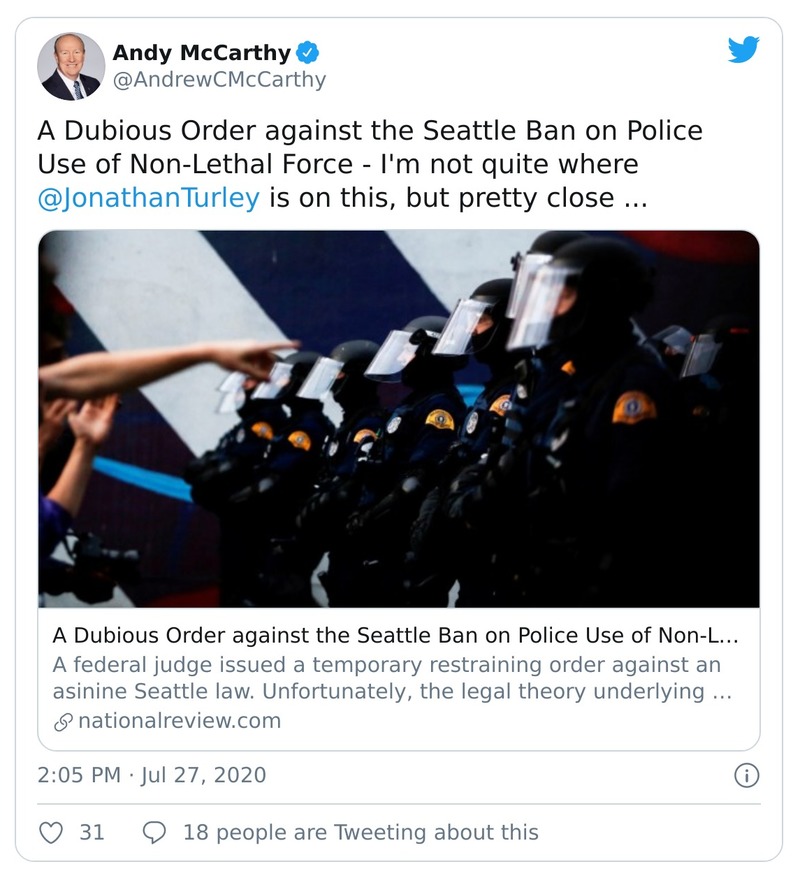 Andy McCarthy
@AndrewCMcCarthy
A Dubious Order against the Seattle Ban on Police
Use of Non-Lethal Force - I'm not quite where
@JonathanTurley is on this, but pretty close ...
A Dubious Order against the Seattle Ban on Police Use of Non-L...
A federal judge issued a temporary restraining order against an
asinine Seattle law. Unfortunately, the legal theory underlying ...
nationalreview.com
2:05 PM · Jul 27, 2020
31 18 people are Tweeting about this